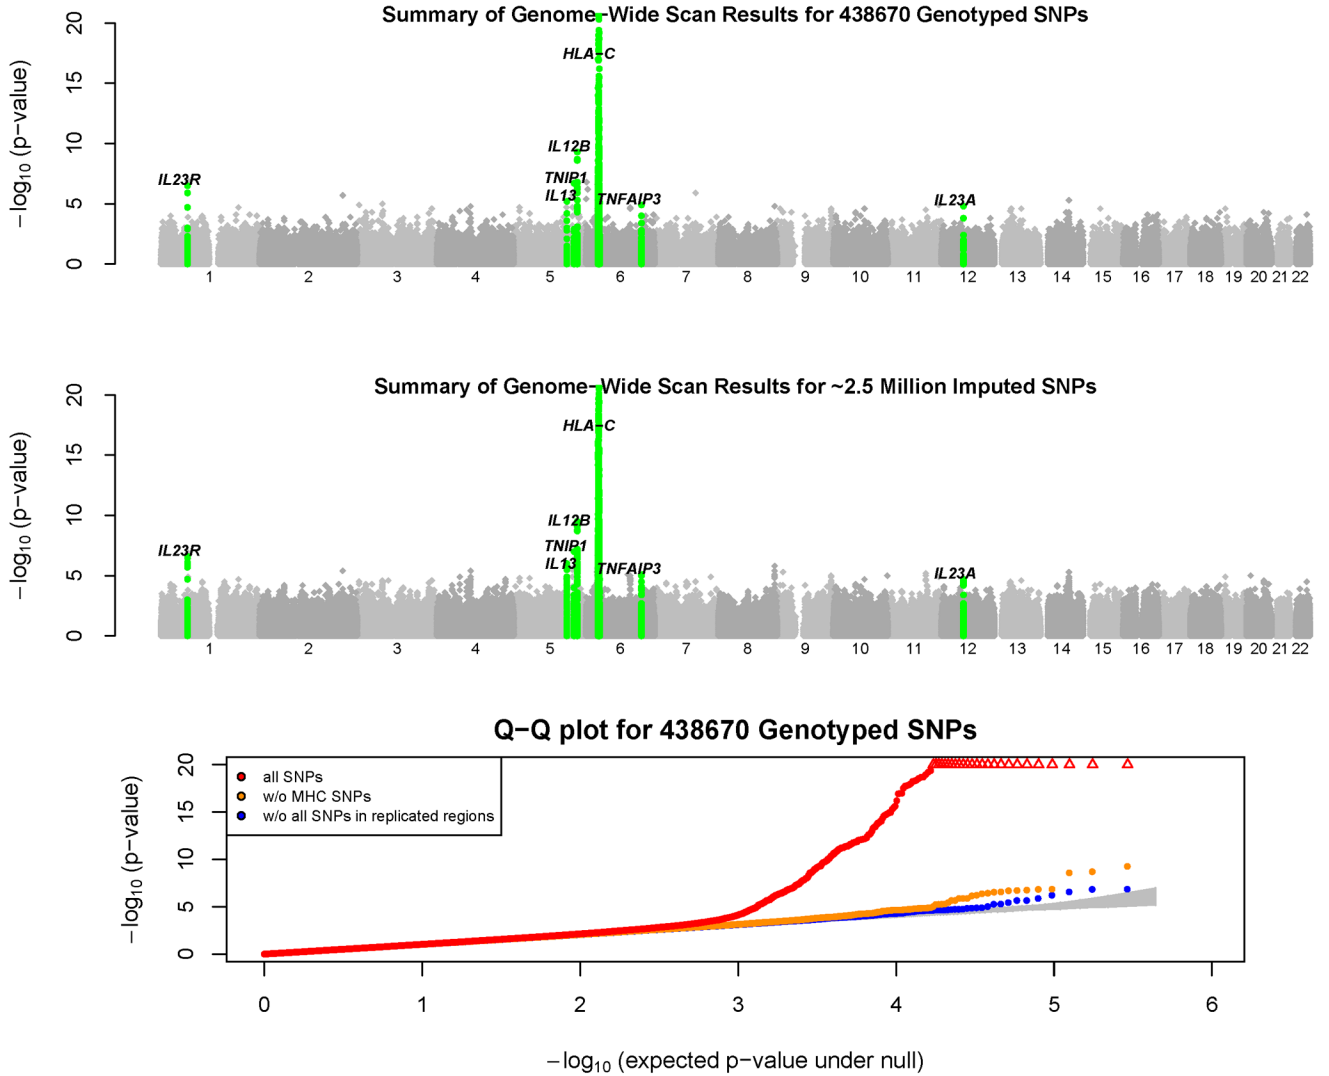 Summary of Genome−Wide Scan Results for 438670 Genotyped SNPs
−log10 (p−value)
20
15
10
5
0
HLA−C
IL12B
IL23R
TNIP1
IL13
TNFAIP3
IL23A
1 2 3 4 5 6 7 8 9 10 11 12 13 14 15 16 17 18 19 20 21 22
Summary of Genome−Wide Scan Results for ~2.5 Million Imputed SNPs
−log10 (p−value)
20
15
10
5
0
HLA−C
IL12B
TNIP1
IL23R
IL13
TNFAIP3
IL23A
1 2 3 4 5 6 7 8 9 10 11 12 13 14 15 16 17 18 19 20 21 22
Q−Q plot for 438670 Genotyped SNPs
−log10 (p−value)
20
15
10
5
0
all SNPs
w/o MHC SNPs
w/o all SNPs in replicated regions
0 1 2 3 4 5 6
−log10 (expected p−value under null)